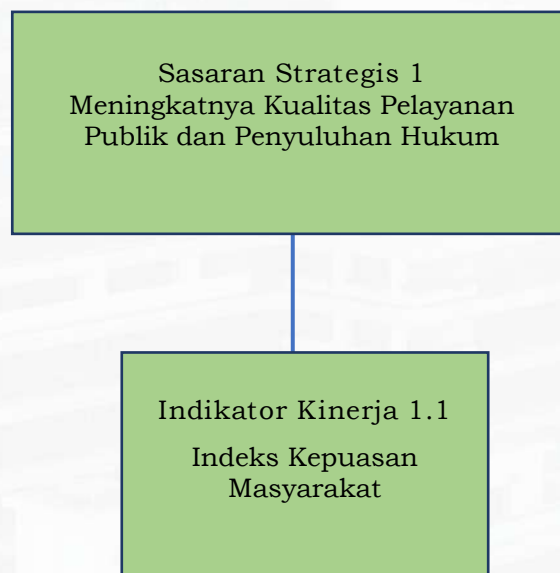 Sasaran Strategis 1
Meningkatnya Kualitas Pelayanan
Publik dan Penyuluhan Hukum
Indikator Kinerja 1.1
Indeks Kepuasan
Masyarakat